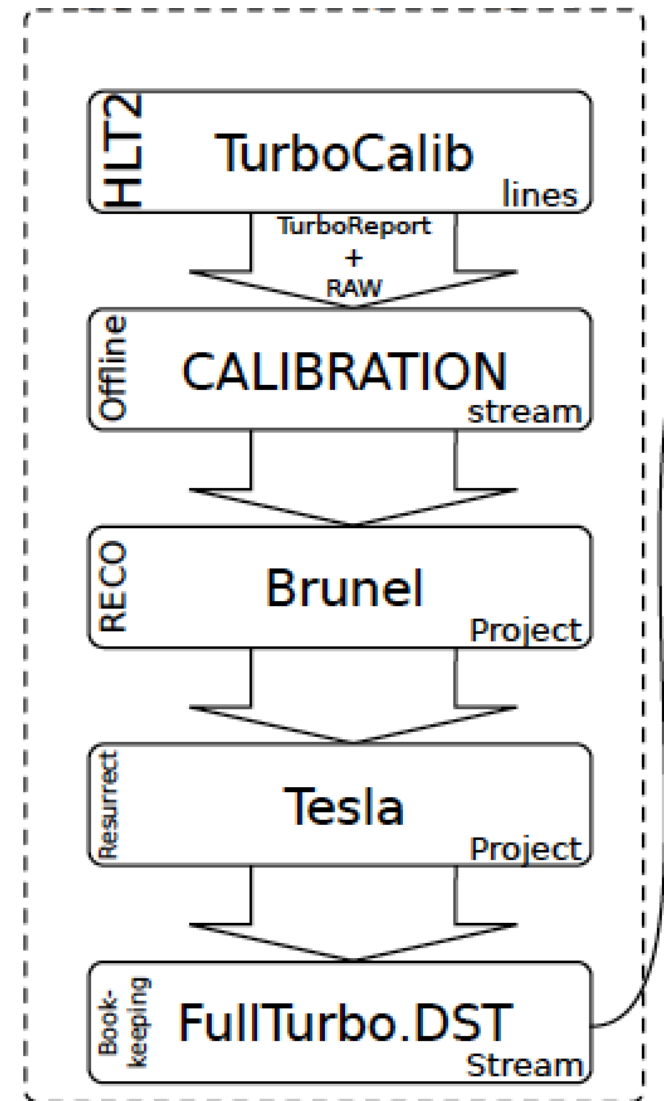 HLT2
TurboCalib
lines
TurboReport
+
RAW
Offline
CALIBRATION
stream
RECO
Brunel
Project
Resurrect
Tesla
Project
Book-
keeping
FullTurbo.DST
Stream